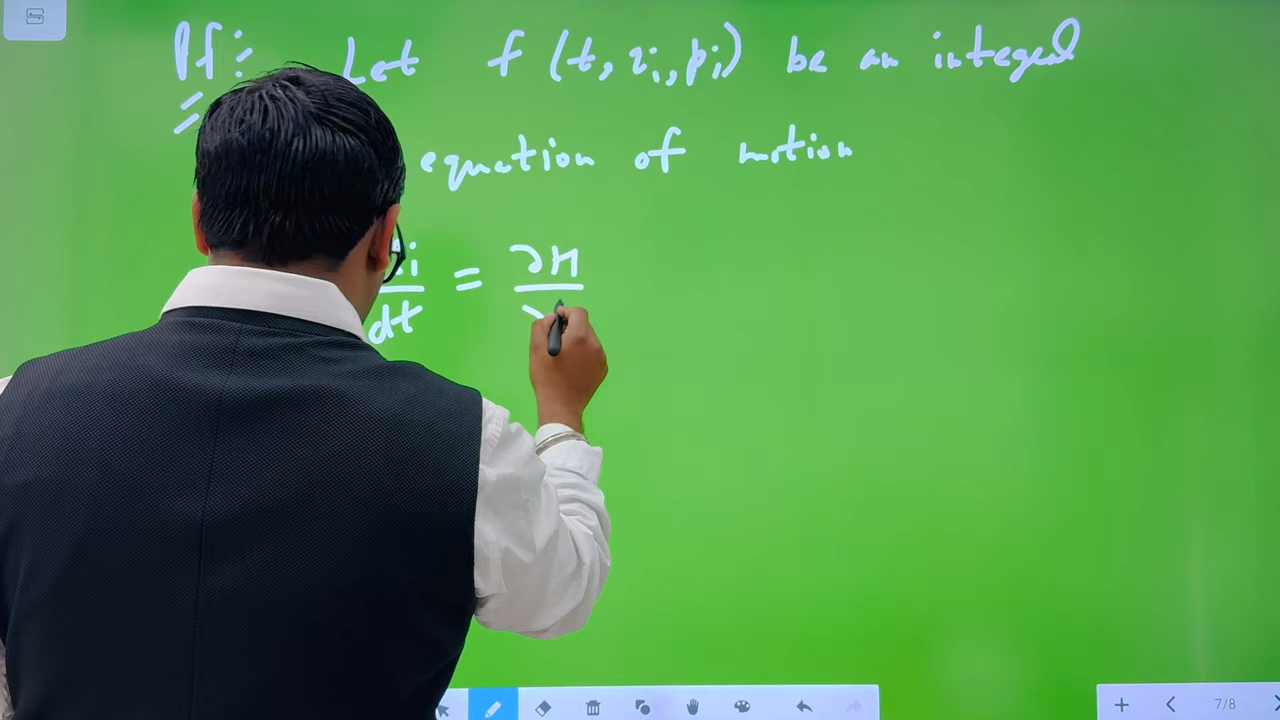 Pf: Let f (t, qi, pi) be an integral
equation of motion
i/dt = ∂H/∂
7/8